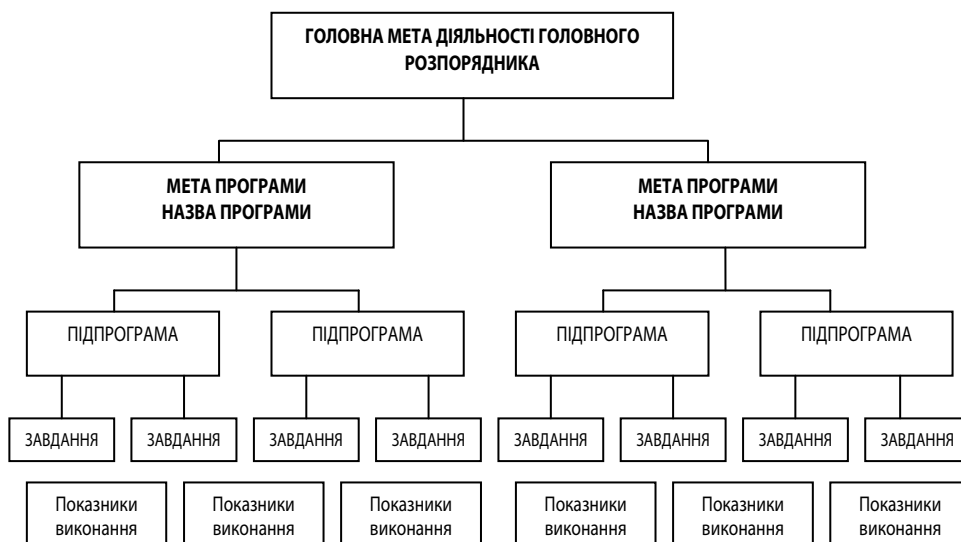 ГОЛОВНА МЕТА ДІЯЛЬНОСТІ ГОЛОВНОГО
РОЗПОРЯДНИКА
МЕТА ПРОГРАМИ
НАЗВА ПРОГРАМИ
МЕТА ПРОГРАМИ
НАЗВА ПРОГРАМИ
ПІДПРОГРАМА
ПІДПРОГРАМА
ПІДПРОГРАМА
ПІДПРОГРАМА
ЗАВДАННЯ
ЗАВДАННЯ
ЗАВДАННЯ
ЗАВДАННЯ
ЗАВДАННЯ
ЗАВДАННЯ
ЗАВДАННЯ
ЗАВДАННЯ
Показники
виконання
Показники
виконання
Показники
виконання
Показники
виконання
Показники
виконання
Показники
виконання